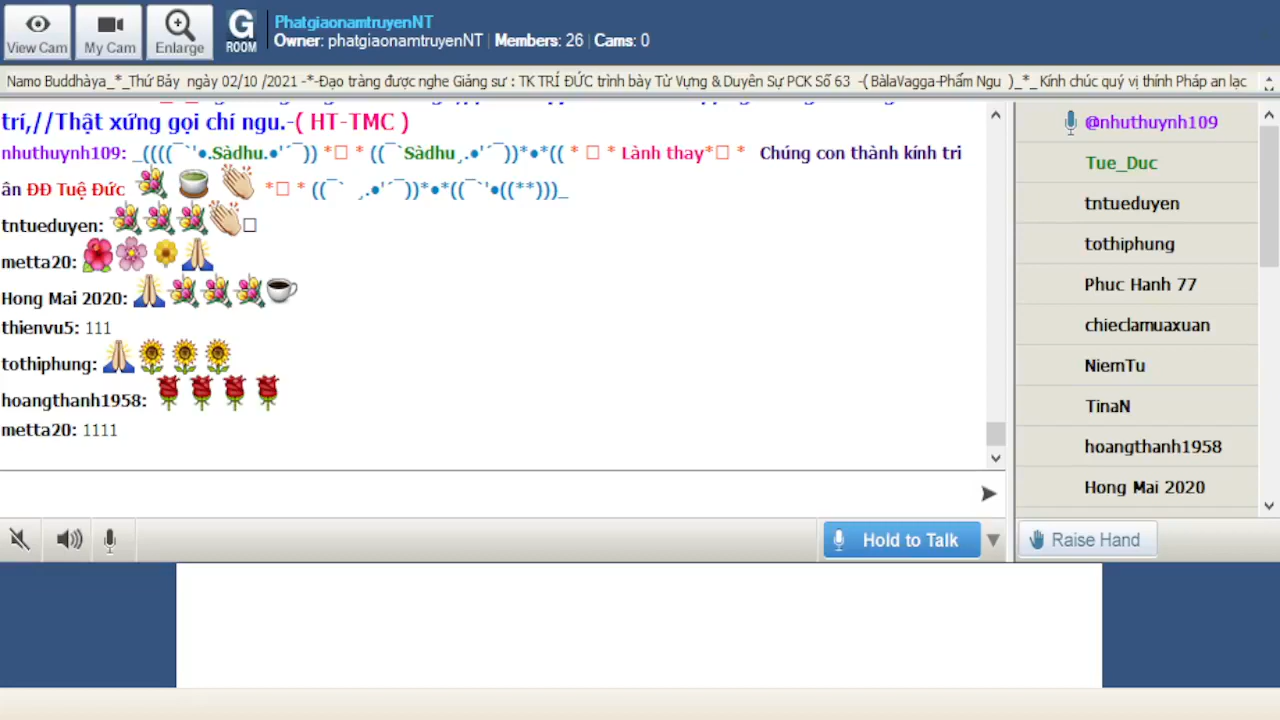 View Cam
My Cam
Enlarge
G
ROOM
PhatgiaonamtruyenNT
Owner: phatgiaonamtruyenNT | Members: 26 | Cams: 0
Namo Buddhàya_*_Thứ Bảy ngày 02/10 /2021 -*-Đạo tràng được nghe Giảng sư : TK TRÍ ĐỨC trình bày Từ Vựng & Duyên Sự PCK Số 63 -( BàlaVagga-Phẩm Ngu )_*_ Kính chúc quý vị thính Pháp an lạc
trí,//Thật xứng gọi chí ngu.-( HT-TMC )
nhuthuynh109: _((((¯`'●.Sàdhu.●'´¯)) *□ * ((¯`Sàdhu¸.●'´¯))*●*(( * □ * Lành thay*□ * Chúng con thành kính tri
ân ĐĐ Tuệ Đức *□ * ((¯` ¸.●'´¯))*●*((¯`'●((**)))_
tntueduyen:
metta20:
Hong Mai 2020:
thienvu5: 111
tothiphung:
hoangthanh1958:
metta20: 1111
@nhuthuynh109
Tue_Duc
tntueduyen
tothiphung
Phuc Hanh 77
chieclamuaxuan
NiemTu
TinaN
hoangthanh1958
Hong Mai 2020
Hold to Talk
Raise Hand